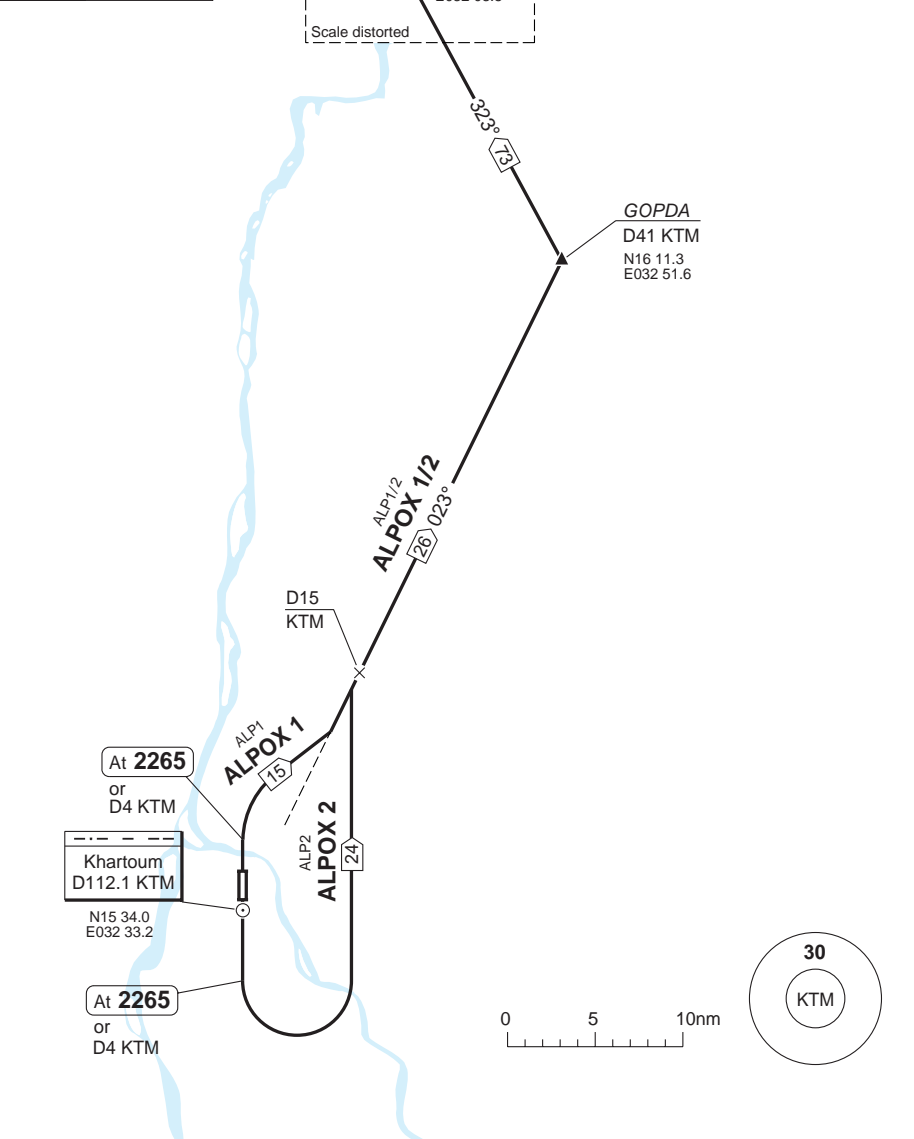 Scale distorted
323°
73
GOPDA
D41 KTM
N16 11.3
E032 51.6
ALP1/2
ALPOX 1/2
26
023°
D15
KTM
ALP1
ALPOX 1
15
At 2265
or
D4 KTM
ALP2
ALPOX 2
24
Khartoum
D112.1 KTM
N15 34.0
E032 33.2
At 2265
or
D4 KTM
0 5 10nm
30
KTM